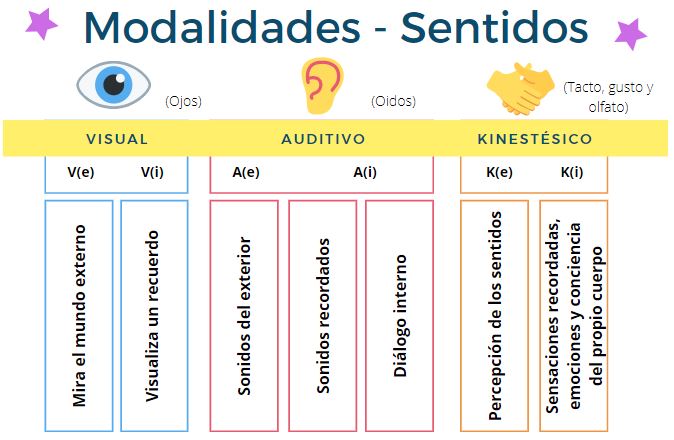 Modalidades - Sentidos
(Ojos)
(Oidos)
(Tacto, gusto y
olfato)
VISUAL
AUDITIVO
KINESTÉSICO
V(e)
V(i)
A(e)
A(i)
K(e)
K(i)
Mira el mundo externo
Visualiza un recuerdo
Sonidos del exterior
Sonidos recordados
Diálogo interno
Percepción de los sentidos
Sensaciones recordadas,
emociones y conciencia
del propio cuerpo